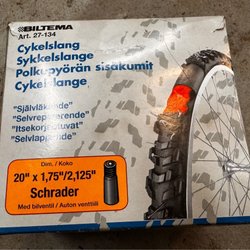 BILTEMA
Art. 27-134
Cykelslang
Sykkelslange
Polkupyörän sisäkumit
Cykelslange
"Självläkande"
"Selvreparerende"
"Itsekorjautuvat"
"Selvlappende"
Dim. / Koko
20" x 1,75"/2,125"
Schrader
Med bilventil / Auton venttiili